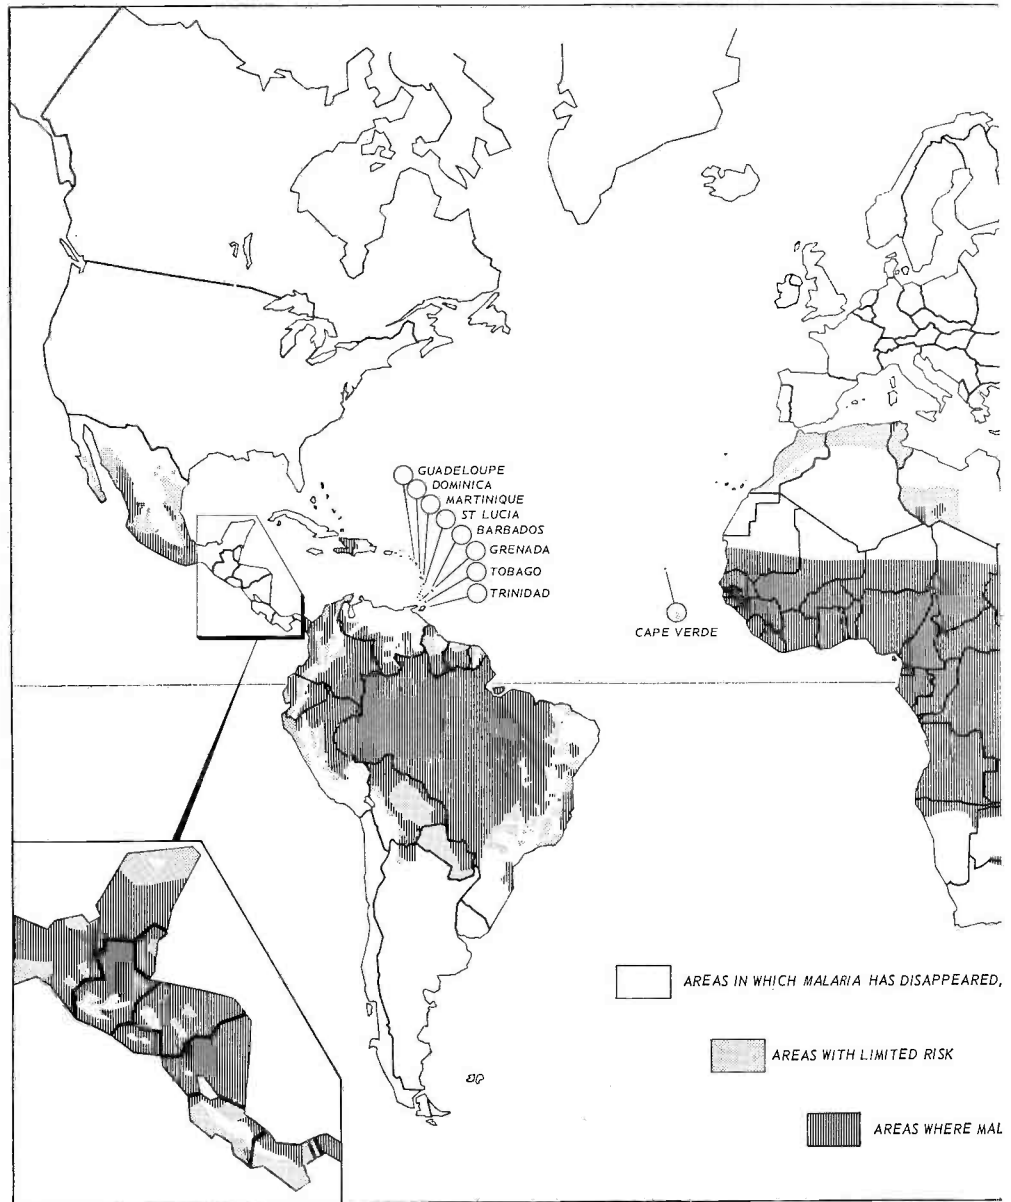 GUADELOUPE
DOMINICA
MARTINIQUE
ST LUCIA
BARBADOS
GRENADA
TOBAGO
TRINIDAD
CAPE VERDE
AREAS IN WHICH MALARIA HAS DISAPPEARED,
AREAS WITH LIMITED RISK
AREAS WHERE MAL